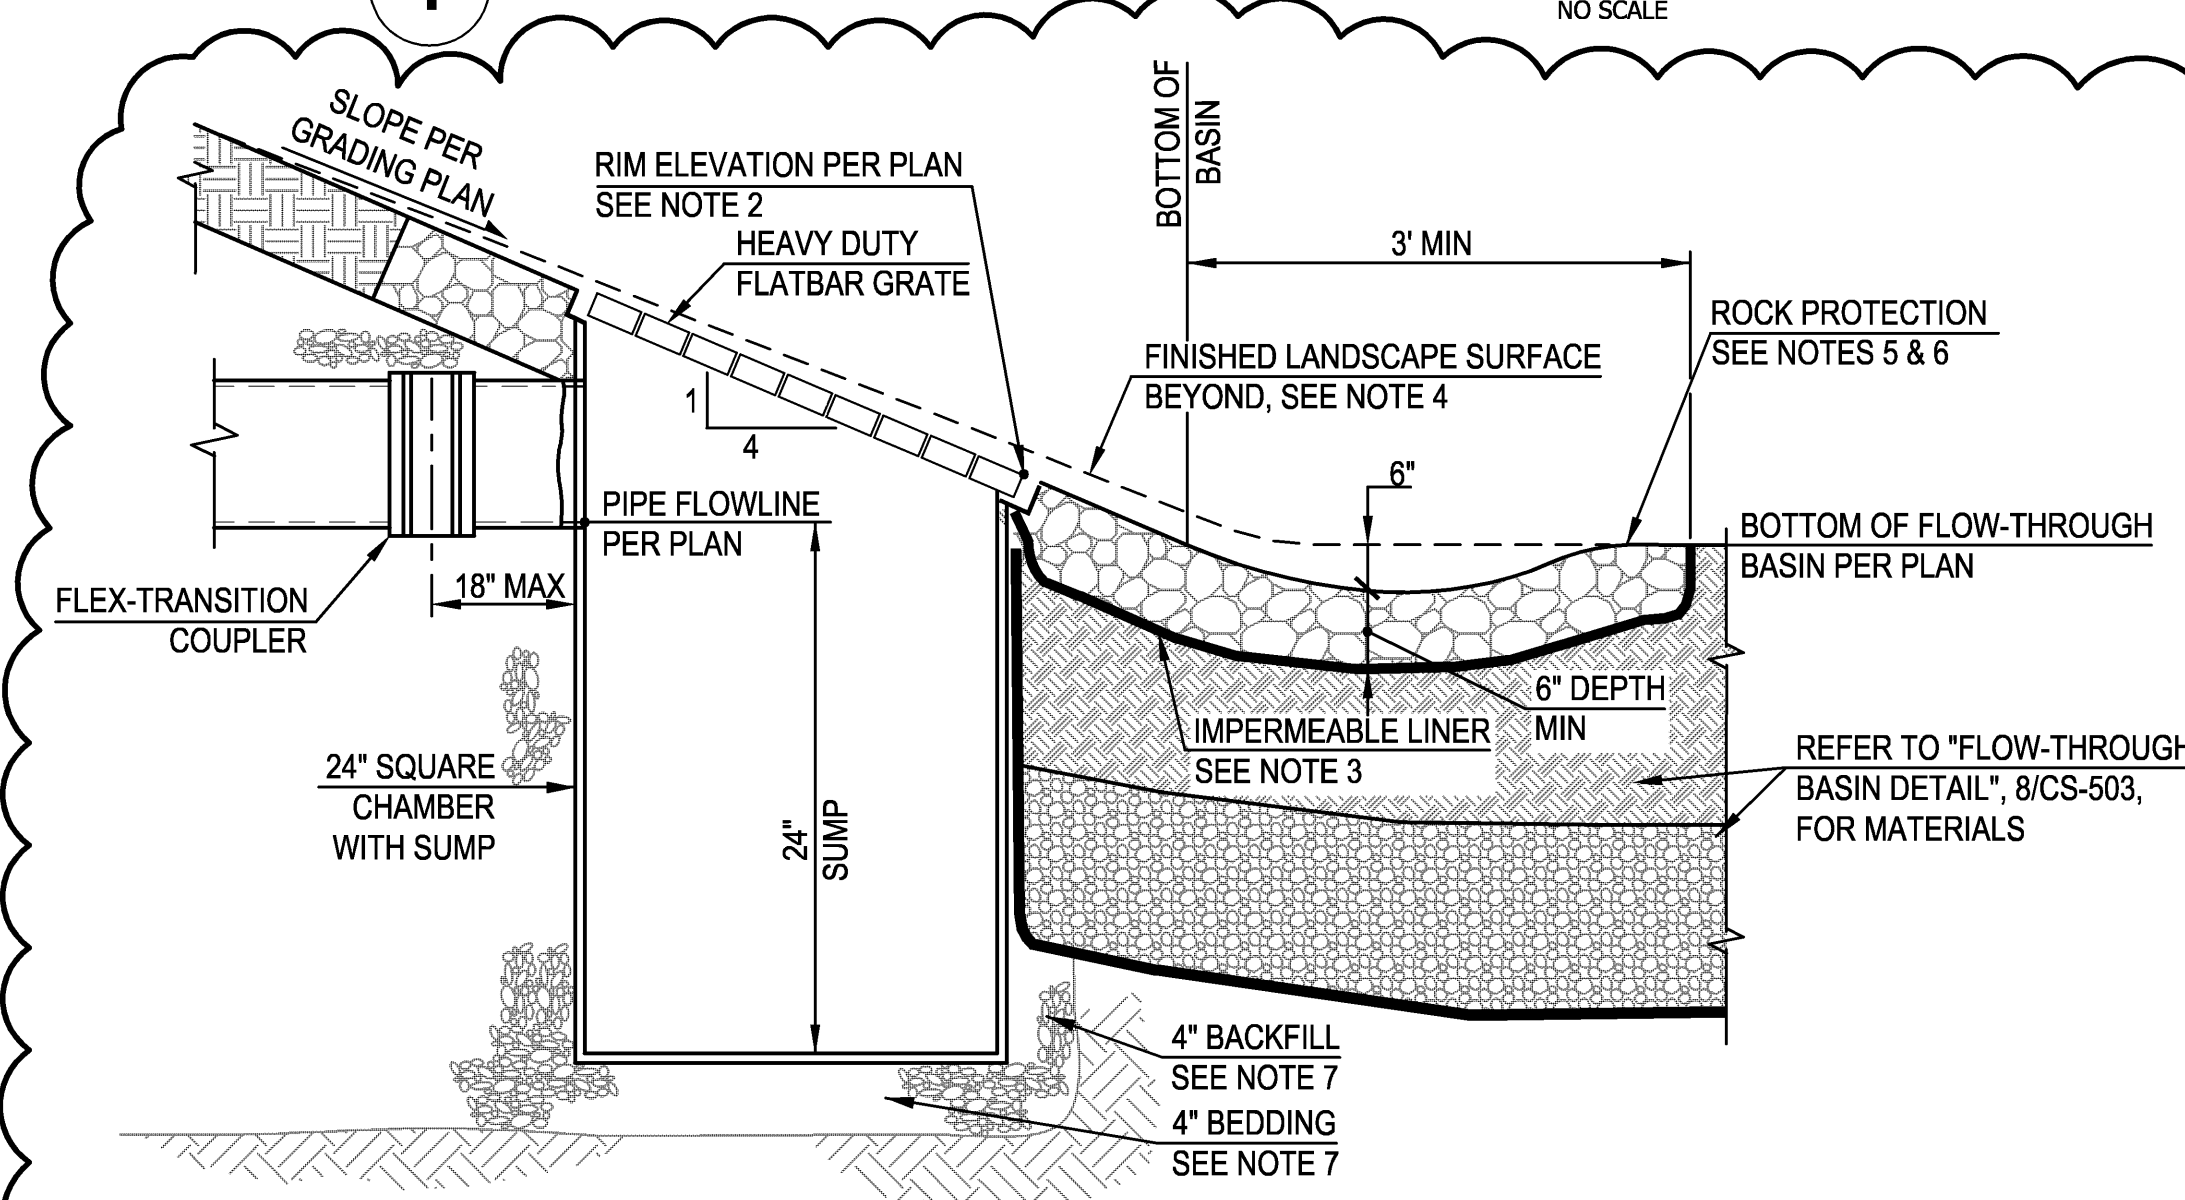 NO SCALE
SLOPE PER
GRADING PLAN
RIM ELEVATION PER PLAN
SEE NOTE 2
HEAVY DUTY
FLATBAR GRATE
BOTTOM OF
BASIN
3' MIN
ROCK PROTECTION
SEE NOTES 5 & 6
FINISHED LANDSCAPE SURFACE
BEYOND, SEE NOTE 4
1
4
6"
PIPE FLOWLINE
PER PLAN
BOTTOM OF FLOW-THROUGH
BASIN PER PLAN
18" MAX
FLEX-TRANSITION
COUPLER
6" DEPTH
MIN
IMPERMEABLE LINER
SEE NOTE 3
24" SQUARE
CHAMBER
WITH SUMP
24"
SUMP
REFER TO "FLOW-THROUGH
BASIN DETAIL", 8/CS-503,
FOR MATERIALS
4" BACKFILL
SEE NOTE 7
4" BEDDING
SEE NOTE 7